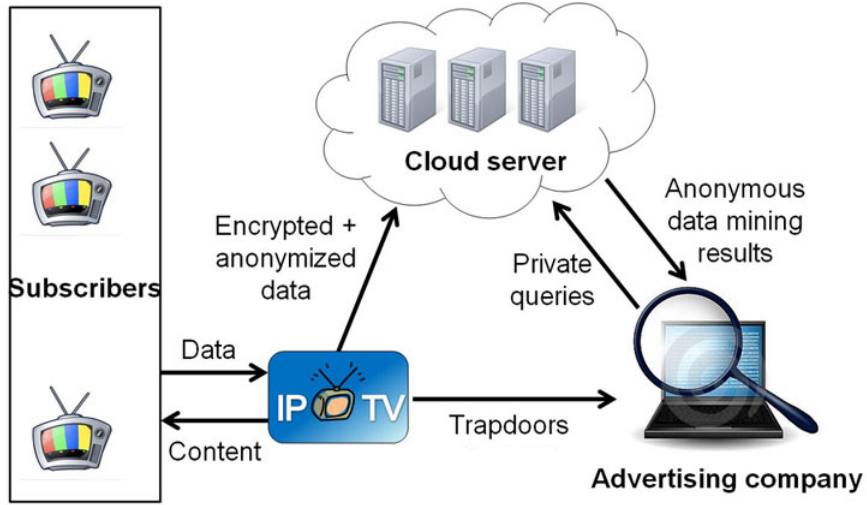 Cloud server
Encrypted +
anonymized
data
Anonymous
data mining
results
Private
queries
Subscribers
Data
IP TV
Content
Trapdoors
Advertising company